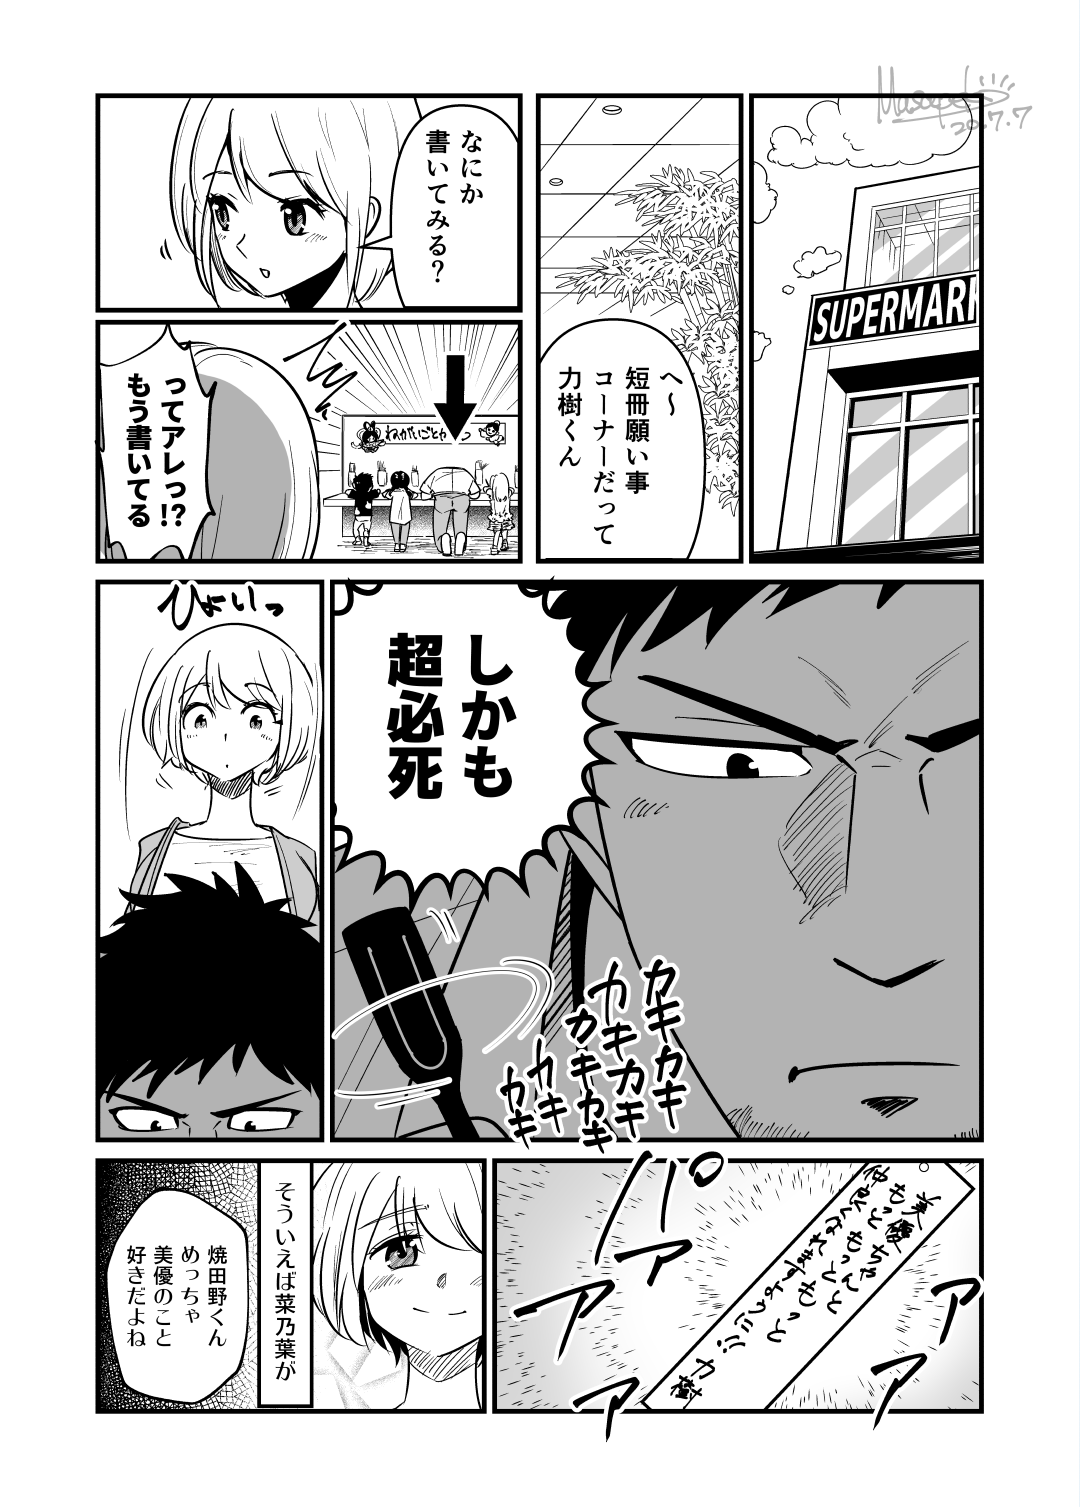 20.7.7
SUPERMARK
へ〜
短冊願い事
コーナーだって
力樹くん
なにか
書いてみる?
ねがいごと
ってアレっ!?
もう書いてる
しかも
超必死
カキカキ
カキカキ
カキカキ
カキ
カキ
ひょいっ
美優ちゃんと
もっともっともっと
仲良くなれますように!!
力樹
パアアアアア
そういえば菜乃葉が
焼田野くん
めっちゃ
美優のこと
好きだよね